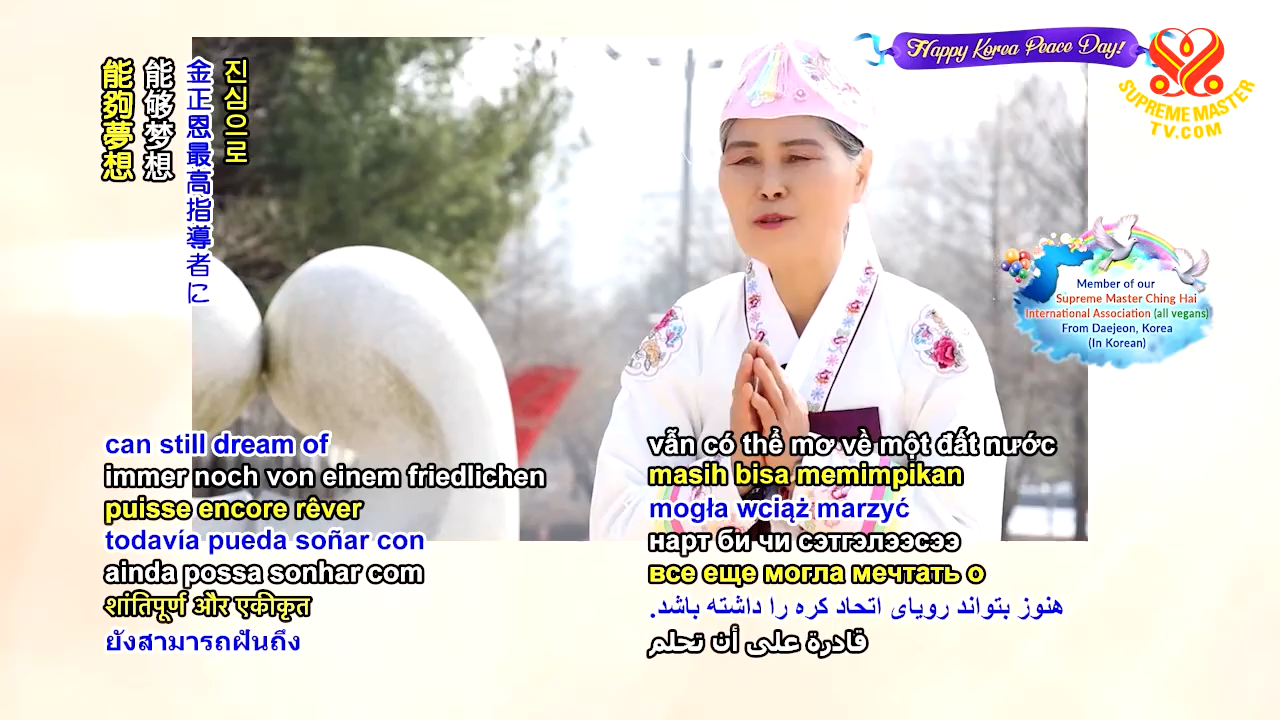 Happy Korea Peace Day!
SUPREME MASTER
TV.COM
能夠夢想
能够梦想
金正恩最高指導者に
진심으로
Member of our
Supreme Master Ching Hai
International Association (all vegans)
From Daejeon, Korea
(In Korean)
can still dream of
immer noch von einem friedlichen
puisse encore rêver
todavía pueda soñar con
ainda possa sonhar com
शांतिपूर्ण और एकीकृत
ยังสามารถฝันถึง
vẫn có thể mơ về một đất nước
masih bisa memimpikan
mogła wciąż marzyć
нарт би чи сэтгэлээсээ
все еще могла мечтать о
هنوز بتواند رویای اتحاد کره را داشته باشد.
قادرة على أن تحلم